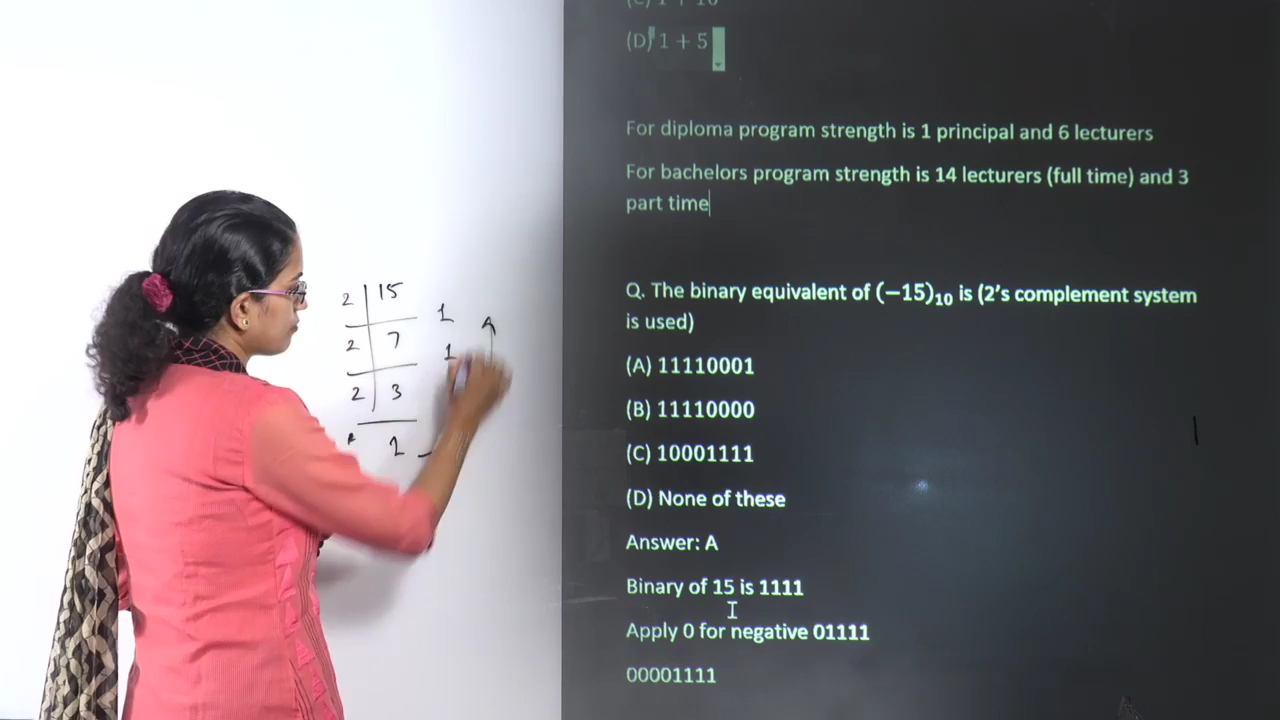 2 15
1
2 7
1
2 3
1
(D) 1 + 5
For diploma program strength is 1 principal and 6 lecturers
For bachelors program strength is 14 lecturers (full time) and 3
part time
Q. The binary equivalent of (−15)₁₀ is (2’s complement system
is used)
(A) 11110001
(B) 11110000
(C) 10001111
(D) None of these
Answer: A
Binary of 15 is 1111
Apply 0 for negative 01111
00001111